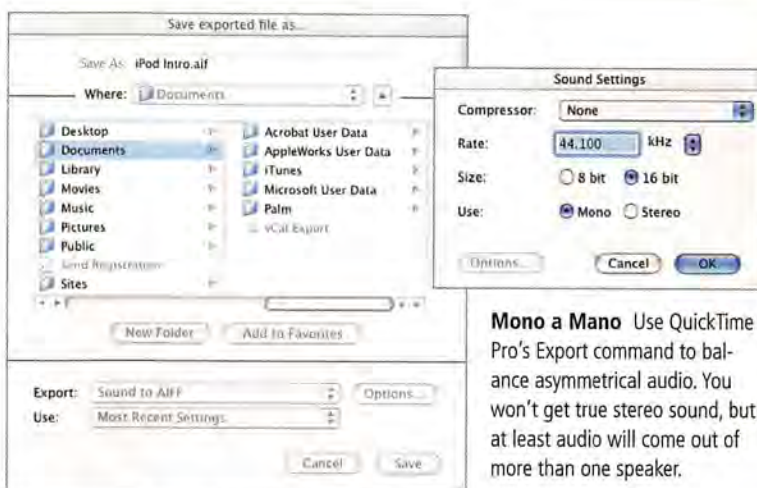 Save exported file as...
Save As: iPod Intro.aif
Where: Documents
Desktop
Documents
Library
Movies
Music
Pictures
Public
Send Registration
Sites
Acrobat User Data
AppleWorks User Data
iTunes
Microsoft User Data
Palm
vCal Export
New Folder
Add to Favorites
Export: Sound to AIFF
Options...
Use: Most Recent Settings
Cancel
Save
Sound Settings
Compressor: None
Rate: 44.100 kHz
Size: 8 bit 16 bit
Use: Mono Stereo
Options...
Cancel
OK
Mono a Mano Use QuickTime
Pro's Export command to bal-
ance asymmetrical audio. You
won't get true stereo sound, but
at least audio will come out of
more than one speaker.